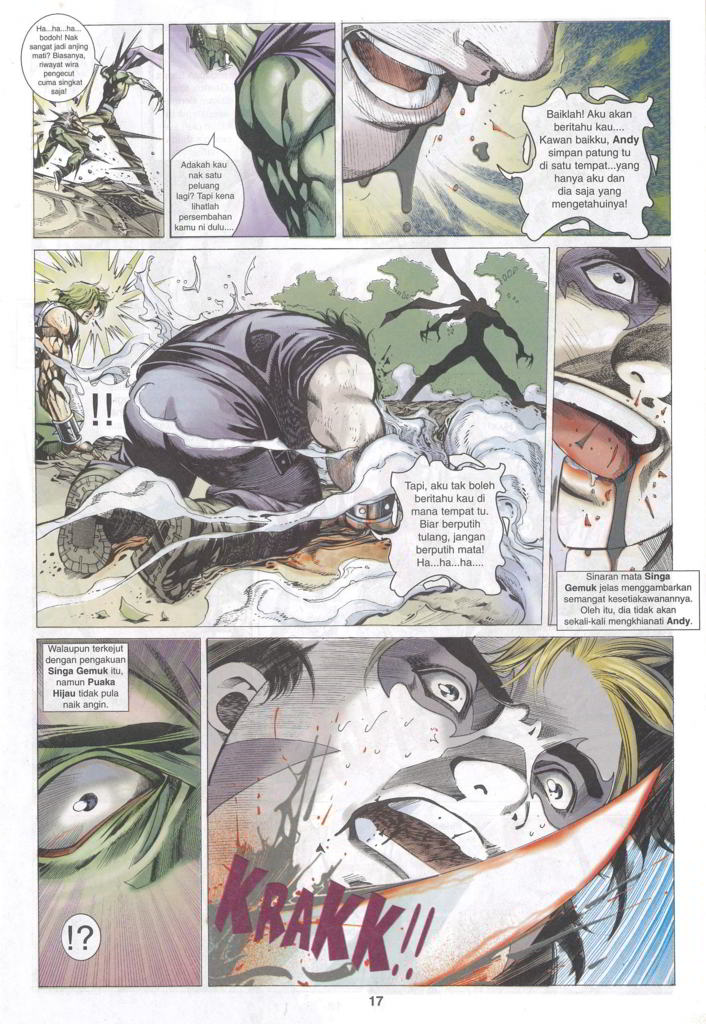 Ha...ha...ha...
bodoh! Nak
sangat jadi anjing
mati? Biasanya,
riwayat wira
pengecut
cuma singkat
saja!
Adakah kau
nak satu
peluang
lagi? Tapi kena
lihatlah
persembahan
kamu ni dulu....
Baiklah! Aku akan
beritahu kau....
Kawan baikku, Andy
simpan patung tu
di satu tempat...yang
hanya aku dan
dia saja yang
mengetahuinya!
!!
Tapi, aku tak boleh
beritahu kau di
mana tempat tu.
Biar berputih
tulang, jangan
berputih mata!
Ha...ha...ha....
Sinaran mata Singa
Gemuk jelas menggambarkan
semangat kesetiakawanannya.
Oleh itu, dia tidak akan
sekali-kali mengkhianati Andy.
Walaupun terkejut
dengan pengakuan
Singa Gemuk itu,
namun Puaka
Hijau tidak pula
naik angin.
!?
KRAKK..!!
17